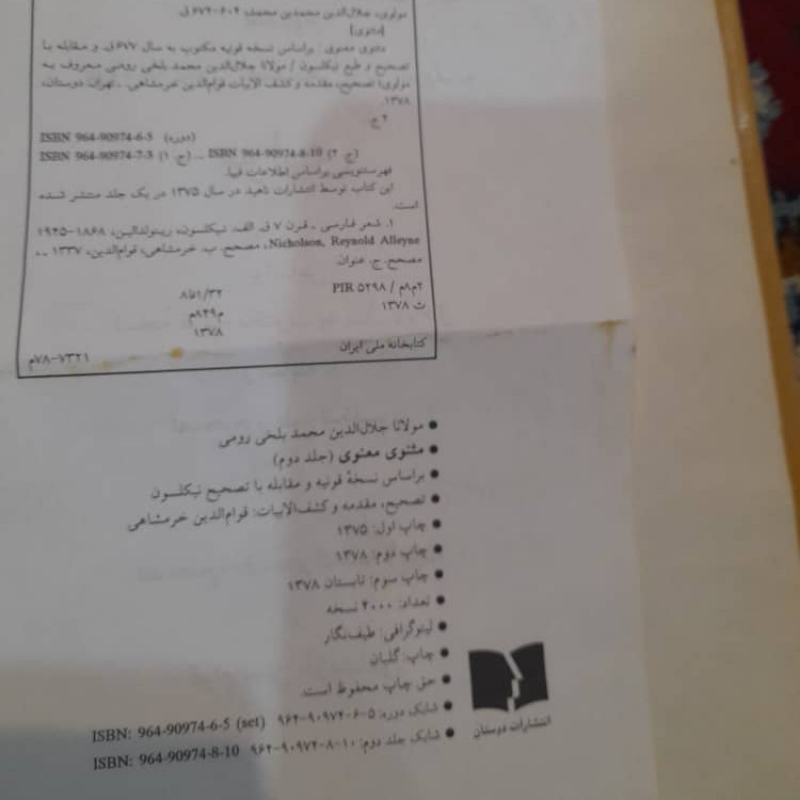 مولوی، جلال‌الدین محمدبن محمد، ۶۰۴-۶۷۲ ق.
[مثنوی]
مثنوی معنوی : براساس نسخه قونیه مکتوب به سال ۶۷۷ ق. و مقابله با
تصحیح و طبع نیکلسون / مولانا جلال‌الدین محمد بلخی رومی معروف به
مولوی؛ تصحیح، مقدمه و کشف الابیات قوام‌الدین خرمشاهی. ـ تهران: دوستان،
۱۳۷۸.
۲ ج.
ISBN 964-90974-6-5 (دوره)
ISBN 964-90974-7-3 (ج. ۱) ... ISBN 964-90974-8-10 (ج. ۲)
فهرستنویسی براساس اطلاعات فیپا.
این کتاب توسط انتشارات ناهید در سال ۱۳۷۵ در یک جلد منتشر شده
است.
۱. شعر فارسی ـ قرن ۷ ق. الف. نیکلسون، رینولدالین، ۱۸۶۸-۱۹۴۵
Nicholson, Reynold Alleyne، مصحح. ب. خرمشاهی، قوام‌الدین، ۱۳۳۷ ـ .
مصحح. ج. عنوان.
PIR ۵۲۹۸ / ۲م۸م ۸فا۱/۳۲
ث ۱۳۷۸ م۸۴۹م
۱۳۷۸
کتابخانه ملی ایران ۷۳۲۱-۷۸م
● مولانا جلال‌الدین محمد بلخی رومی
● مثنوی معنوی (جلد دوم)
● براساس نسخهٔ قونیه و مقابله با تصحیح نیکلسون
● تصحیح، مقدمه و کشف‌الابیات: قوام‌الدین خرمشاهی
● چاپ اول: ۱۳۷۵
● چاپ دوم: ۱۳۷۸
● چاپ سوم: تابستان ۱۳۷۸
● تعداد: ۲۰۰۰ نسخه
● لیتوگرافی: طیف‌نگار
● چاپ: گلبان
● حق چاپ محفوظ است.
● شابک دوره: ۵-۶-۹۰۹۷۴-۹۶۴ ISBN: 964-90974-6-5 (set)
● شابک جلد دوم: ۱۰-۸-۹۰۹۷۴-۹۶۴ ISBN: 964-90974-8-10
انتشارات دوستان